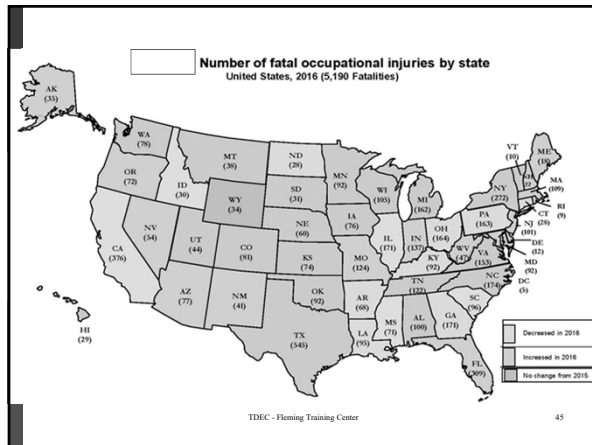 Number of fatal occupational injuries by state
United States, 2016 (5,190 Fatalities)
AK
(35)
WA
(78)
OR
(72)
ID
(30)
MT
(38)
ND
(28)
MN
(92)
WI
(105)
MI
(162)
VT
(10)
NH
22
ME
(18)
MA
(109)
RI
(9)
CT
(28)
NY
(272)
PA
(163)
NJ
(101)
DE
(12)
MD
(92)
DC
(5)
WY
(34)
SD
(31)
IA
(76)
NE
(60)
NV
(54)
UT
(44)
CO
(81)
CA
(376)
KS
(74)
MO
(124)
IL
(171)
IN
(137)
OH
(164)
WV
(47)
VA
(153)
KY
(92)
NC
(174)
TN
(122)
SC
(96)
AZ
(77)
NM
(41)
OK
(92)
AR
(68)
MS
(71)
AL
(100)
GA
(171)
LA
(95)
TX
(545)
FL
(309)
HI
(29)
Decreased in 2016
Increased in 2016
No change from 2015
TDEC - Fleming Training Center 45